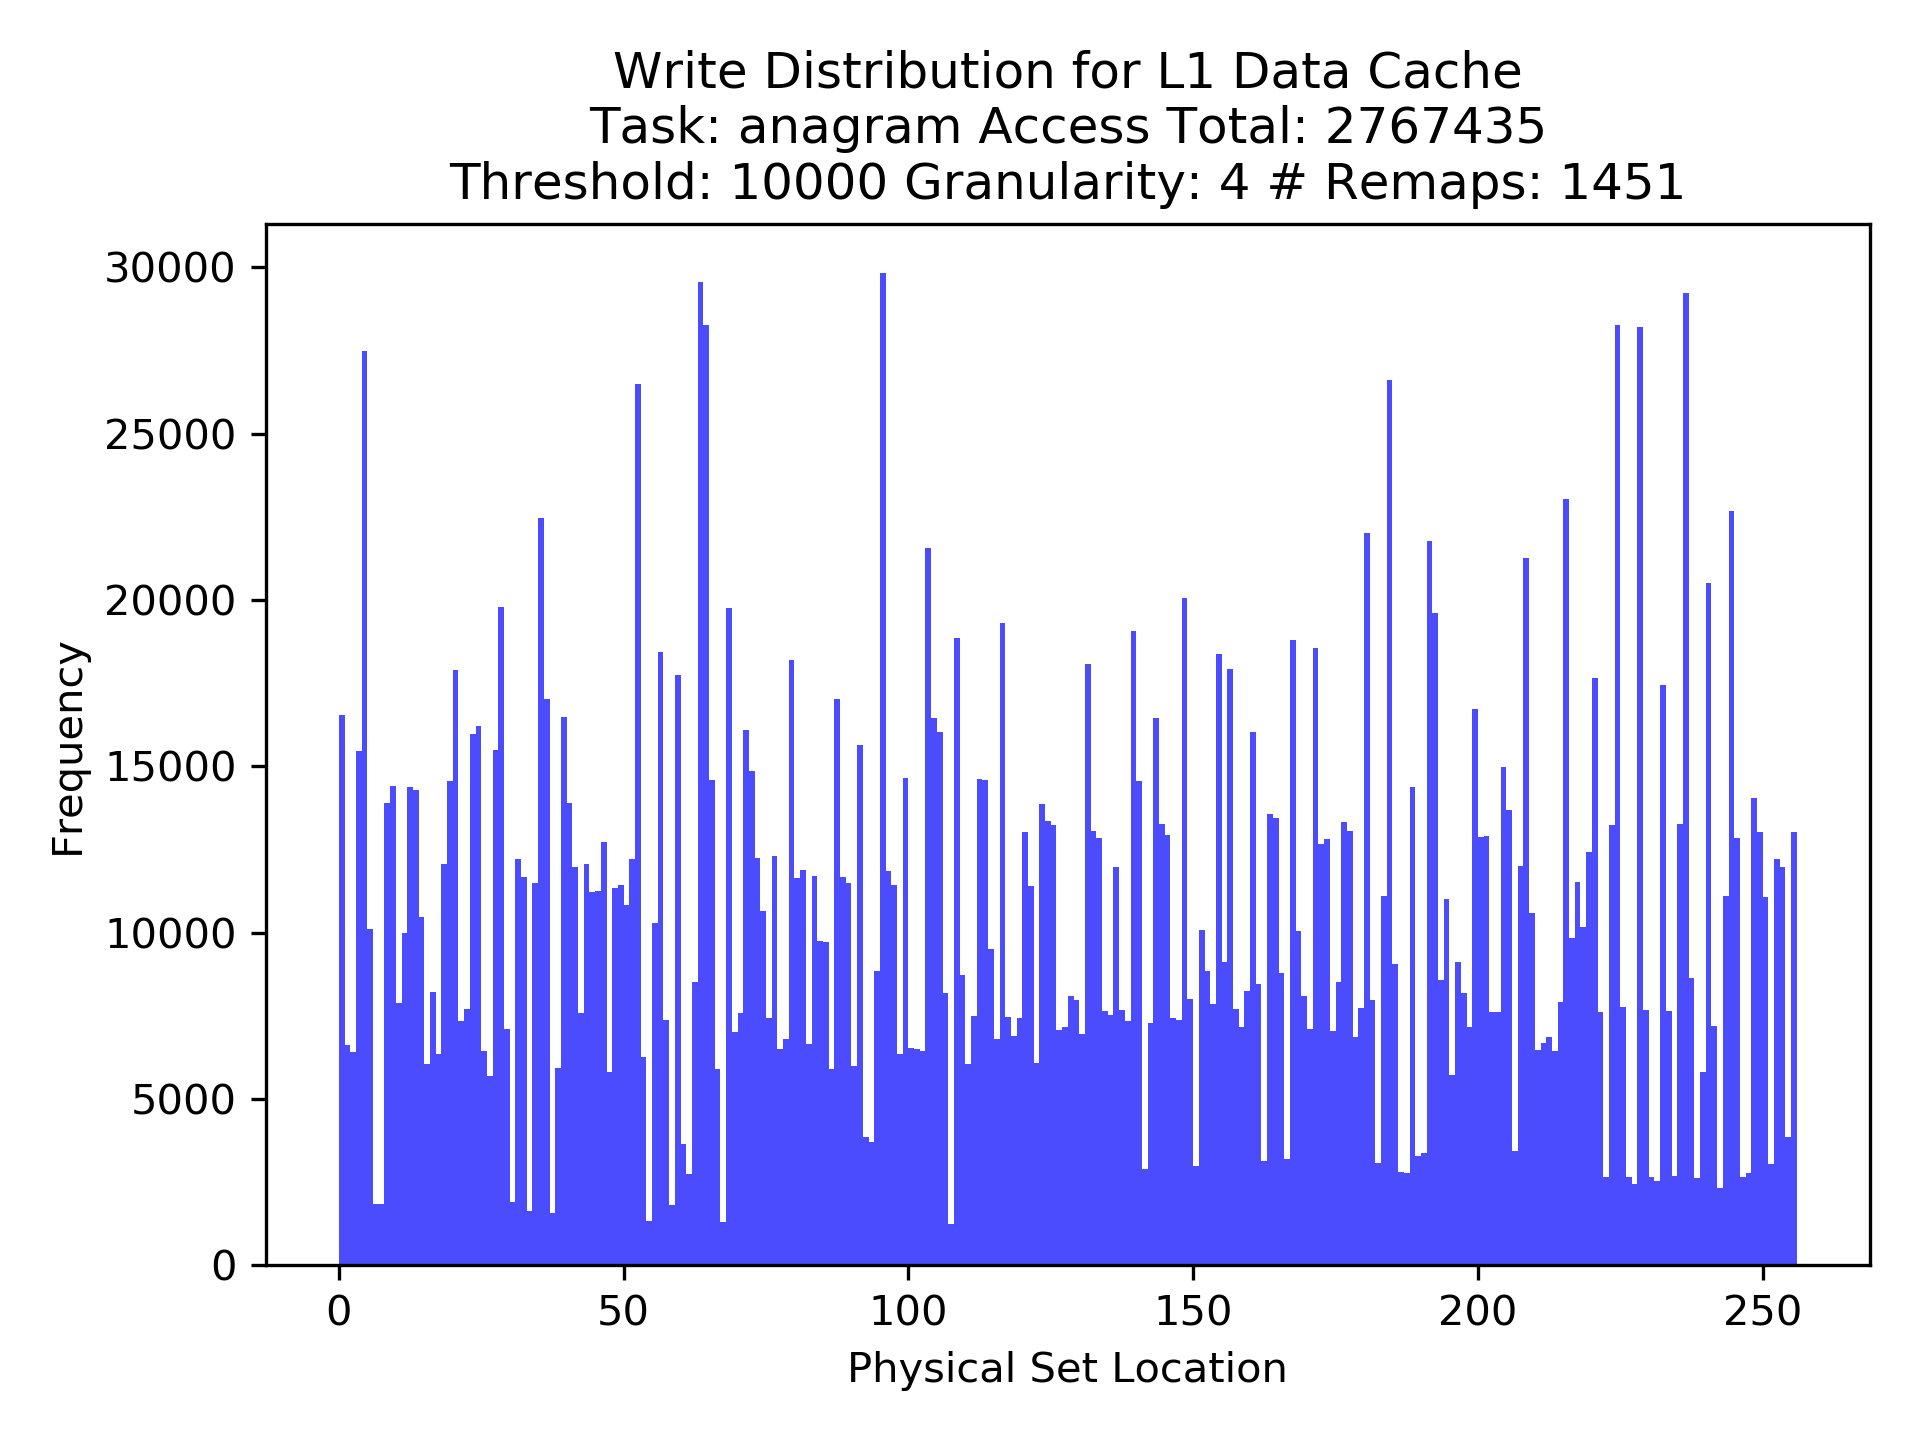 Write Distribution for L1 Data Cache
Task: anagram Access Total: 2767435
Threshold: 10000 Granularity: 4 # Remaps: 1451
30000
25000
20000
15000
10000
5000
0
Frequency
0 50 100 150 200 250
Physical Set Location